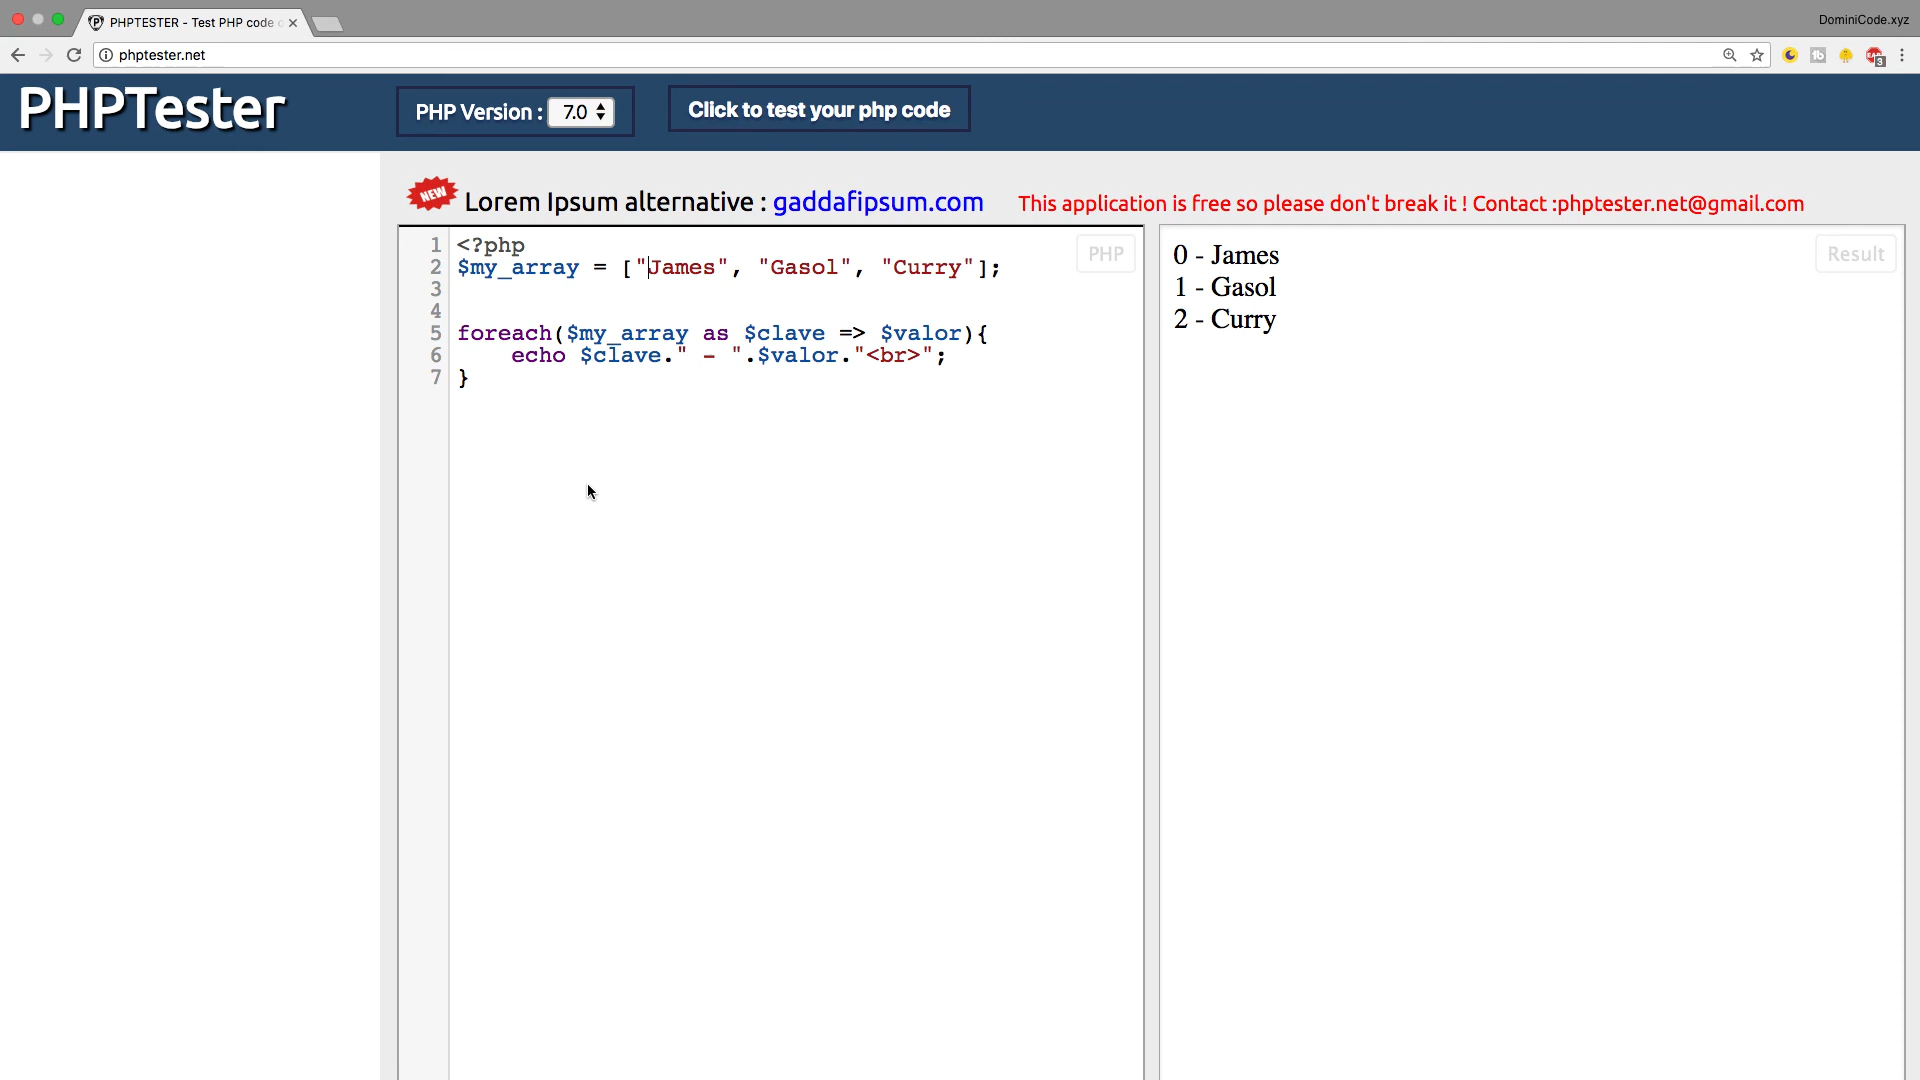 DominiCode.xyz
PHPTESTER - Test PHP code
phptester.net
3
PHPTester
PHP Version : 7.0
Click to test your php code
NEW
Lorem Ipsum alternative : gaddafipsum.com
This application is free so please don't break it ! Contact :phptester.net@gmail.com
1 <?php
2 $my_array = ["James", "Gasol", "Curry"];
3
4
5 foreach($my_array as $clave => $valor){
6 echo $clave." - ".$valor."<br>";
7 }
PHP
0 - James
1 - Gasol
2 - Curry
Result